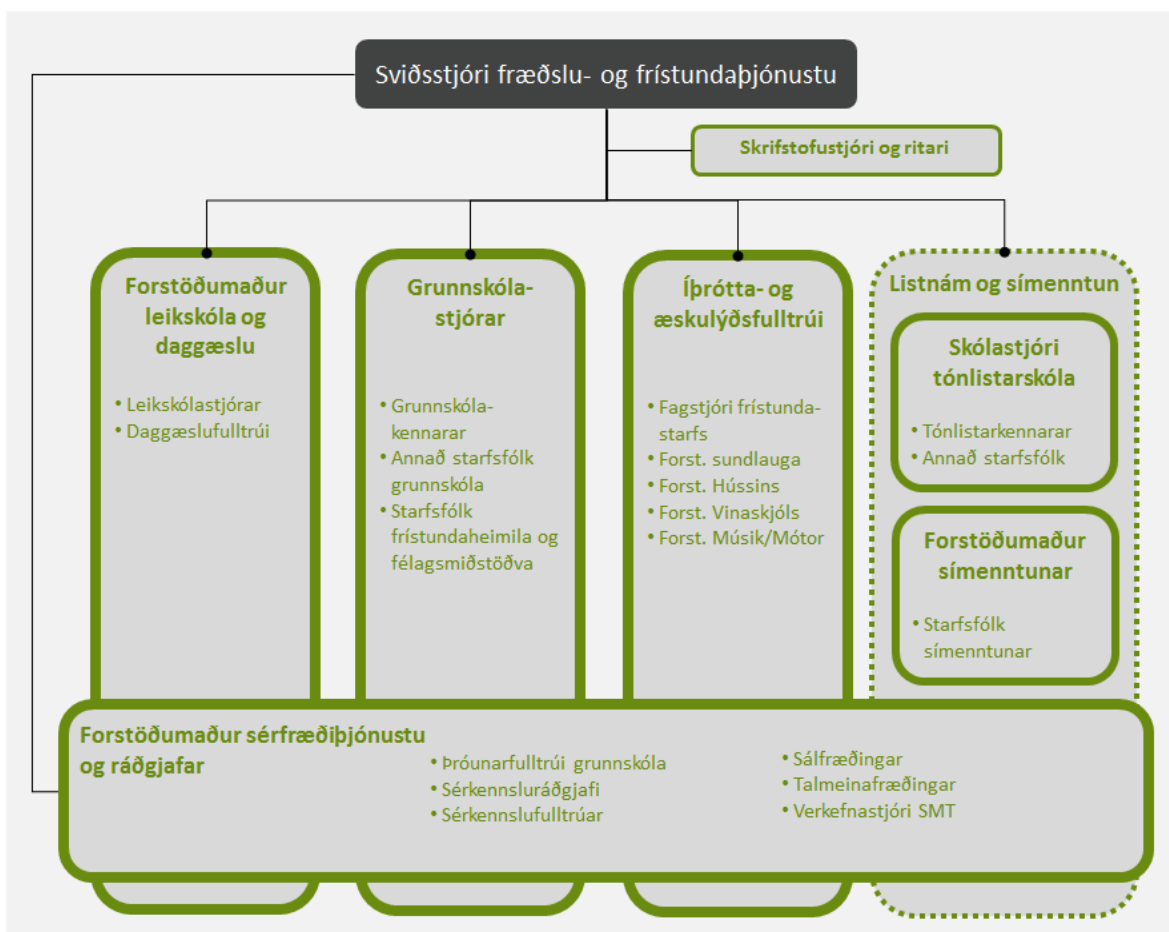 Sviðsstjóri fræðslu- og frístundaþjónustu
Skrifstofustjóri og ritari
Forstöðumaður
leikskóla og
daggæslu
• Leikskólastjórar
• Daggæslufulltrúi
Grunnskóla-
stjórar
• Grunnskóla-
kennarar
• Annað starfsfólk
grunnskóla
• Starfsfólk
frístundaheimila og
félagsmiðstöðva
Íþrótta- og
æskulýðsfulltrúi
• Fagstjóri frístunda-
starfs
• Forst. sundlauga
• Forst. Hússins
• Forst. Vinaskjóls
• Forst. Músik/Mótor
Listnám og símenntun
Skólastjóri
tónlistarskóla
• Tónlistarkennarar
• Annað starfsfólk
Forstöðumaður
símenntunar
• Starfsfólk
símenntunar
Forstöðumaður sérfræðiþjónustu
og ráðgjafar
• Þróunarfulltrúi grunnskóla
• Sérkennsluráðgjafi
• Sérkennslufulltrúar
• Sálfræðingar
• Talmeinafræðingar
• Verkefnastjóri SMT